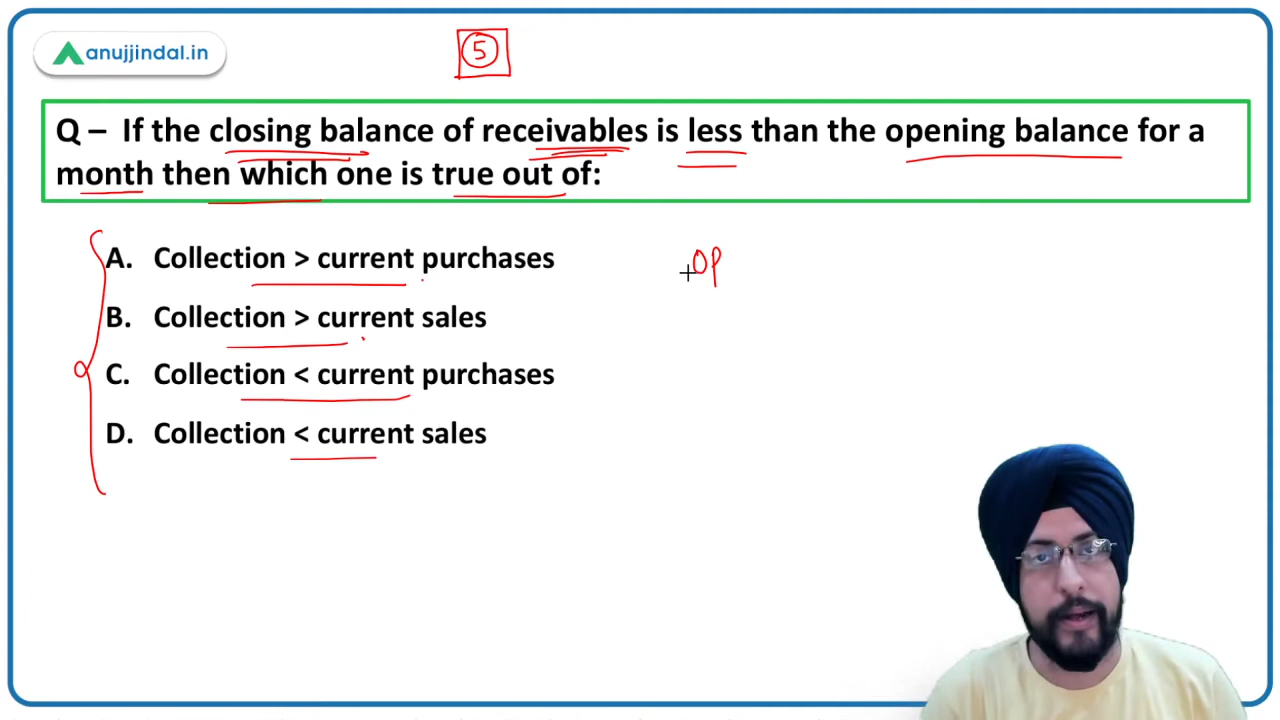 anujjindal.in
5
Q – If the closing balance of receivables is less than the opening balance for a
month then which one is true out of:
A. Collection > current purchases
B. Collection > current sales
C. Collection < current purchases
D. Collection < current sales
OP